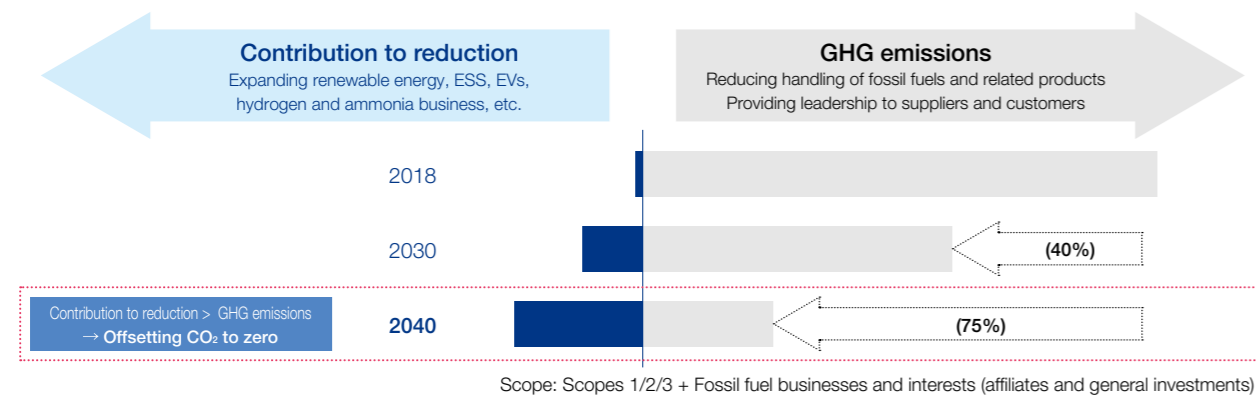 Contribution to reduction
Expanding renewable energy, ESS, EVs,
hydrogen and ammonia business, etc.
GHG emissions
Reducing handling of fossil fuels and related products
Providing leadership to suppliers and customers
2018
2030
(40%)
Contribution to reduction > GHG emissions
→ Offsetting CO₂ to zero
2040
(75%)
Scope: Scopes 1/2/3 + Fossil fuel businesses and interests (affiliates and general investments)